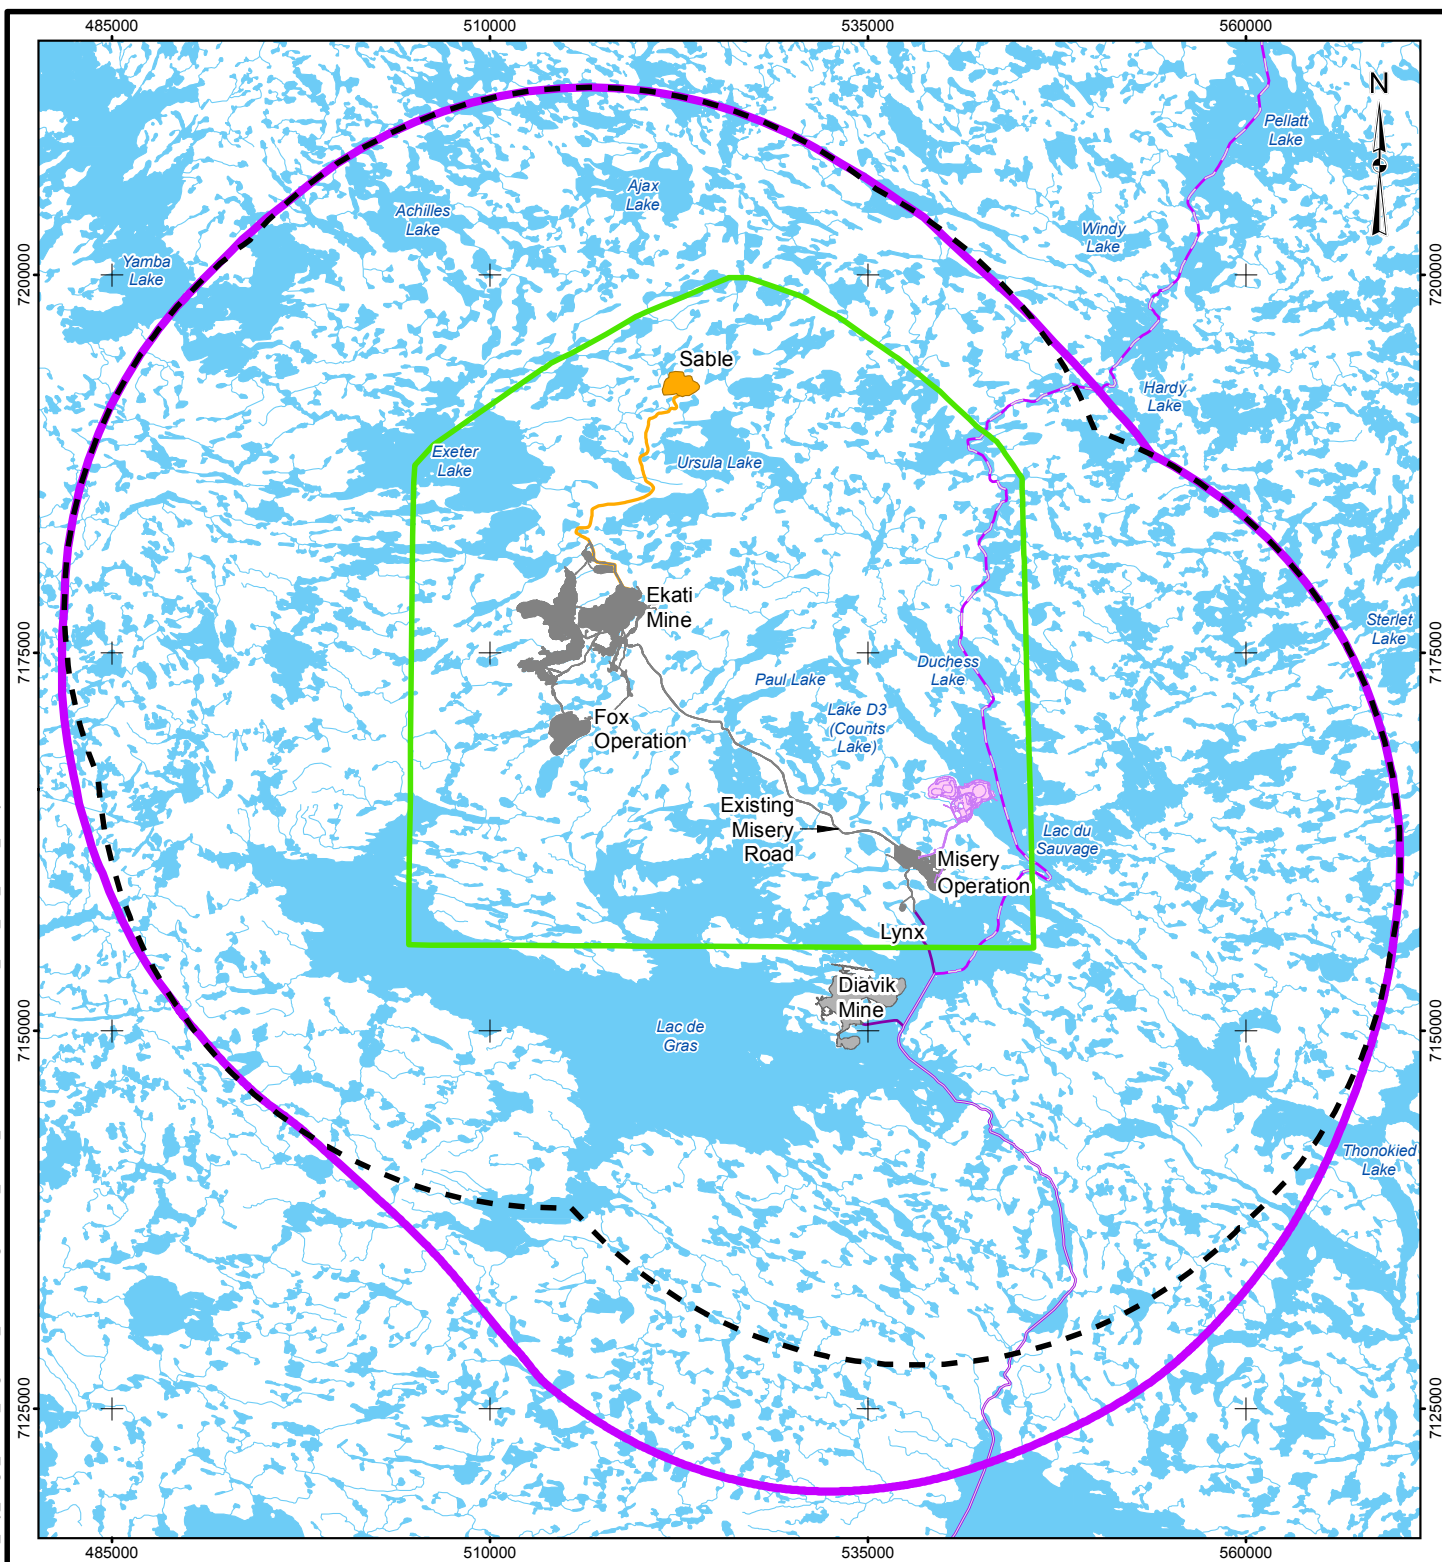 485000
510000
535000
560000
N
Pellatt
Lake
Ajax
Lake
Achilles
Lake
Windy
Lake
Yamba
Lake
7200000
7200000
Sable
Hardy
Lake
Exeter
Lake
Ursula Lake
Ekati
Mine
Sterlet
Lake
7175000
7175000
Duchess
Lake
Paul Lake
Lake D3
(Counts
Lake)
Fox
Operation
Existing
Misery
Road
Lac du
Sauvage
Misery
Operation
Lynx
Diavik
Mine
Lac de
Gras
7150000
7150000
Thonokied
Lake
7125000
7125000
485000
510000
535000
560000